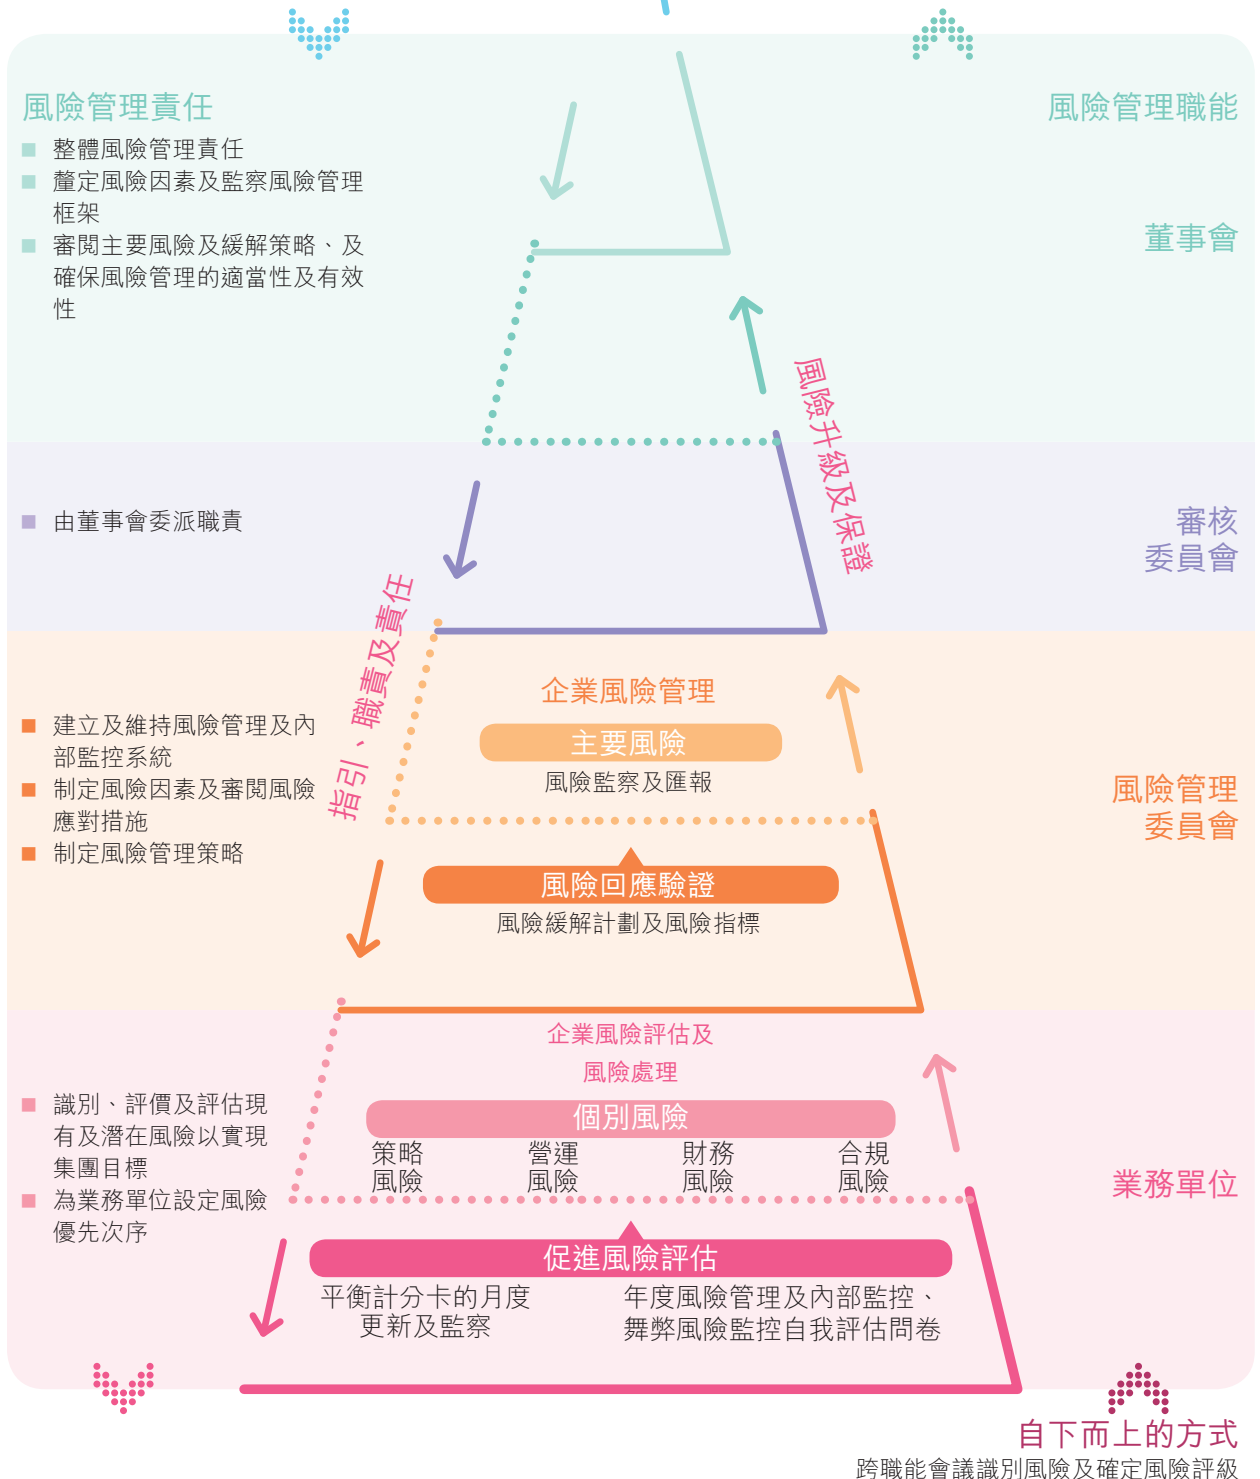 風險管理責任
風險管理職能
整體風險管理責任
釐定風險因素及監察風險管理
框架
審閲主要風險及緩解策略、及
確保風險管理的適當性及有效
性
董事會
風險升級及保證
由董事會委派職責
審核
委員會
指引、職責及責任
企業風險管理
主要風險
風險監察及匯報
建立及維持風險管理及內
部監控系統
制定風險因素及審閲風險
應對措施
制定風險管理策略
風險管理
委員會
風險回應驗證
風險緩解計劃及風險指標
企業風險評估及
風險處理
個別風險
策略
風險
營運
風險
財務
風險
合規
風險
識別、評價及評估現
有及潛在風險以實現
集團目標
為業務單位設定風險
優先次序
業務單位
促進風險評估
平衡計分卡的月度
更新及監察
年度風險管理及內部監控、
舞弊風險監控自我評估問卷
自下而上的方式
跨職能會議識別風險及確定風險評級